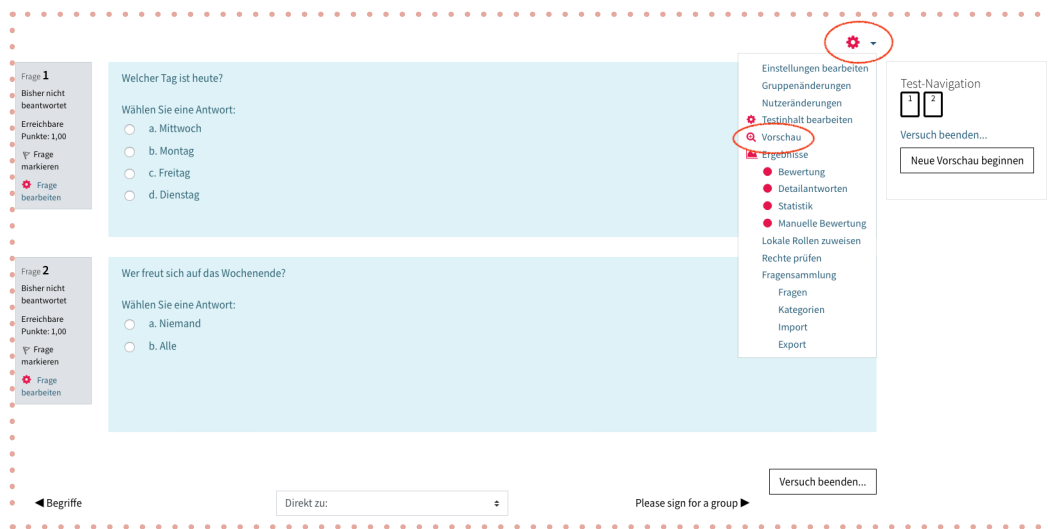 Frage 1
Bisher nicht
beantwortet
Erreichbare
Punkte: 1,00
Frage
markieren
Frage
bearbeiten
Welcher Tag ist heute?
Wählen Sie eine Antwort:
a. Mittwoch
b. Montag
c. Freitag
d. Dienstag
Frage 2
Bisher nicht
beantwortet
Erreichbare
Punkte: 1,00
Frage
markieren
Frage
bearbeiten
Wer freut sich auf das Wochenende?
Wählen Sie eine Antwort:
a. Niemand
b. Alle
Einstellungen bearbeiten
Gruppenänderungen
Nutzeränderungen
Testinhalt bearbeiten
Vorschau
Ergebnisse
Bewertung
Detailantworten
Statistik
Manuelle Bewertung
Lokale Rollen zuweisen
Rechte prüfen
Fragensammlung
Fragen
Kategorien
Import
Export
Test-Navigation
1 2
Versuch beenden...
Neue Vorschau beginnen
Versuch beenden...
◀ Begriffe
Direkt zu:
Please sign for a group ▶